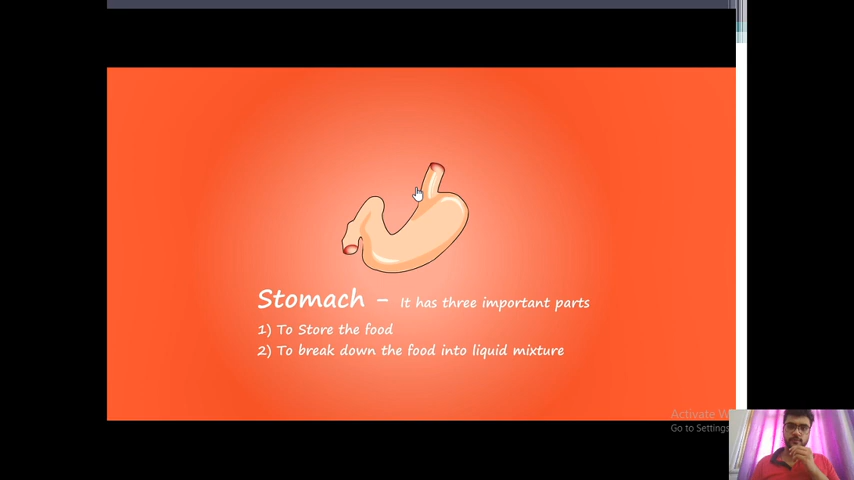 Stomach - It has three important parts
1) To Store the food
2) To break down the food into liquid mixture
Activate
Go to Settings